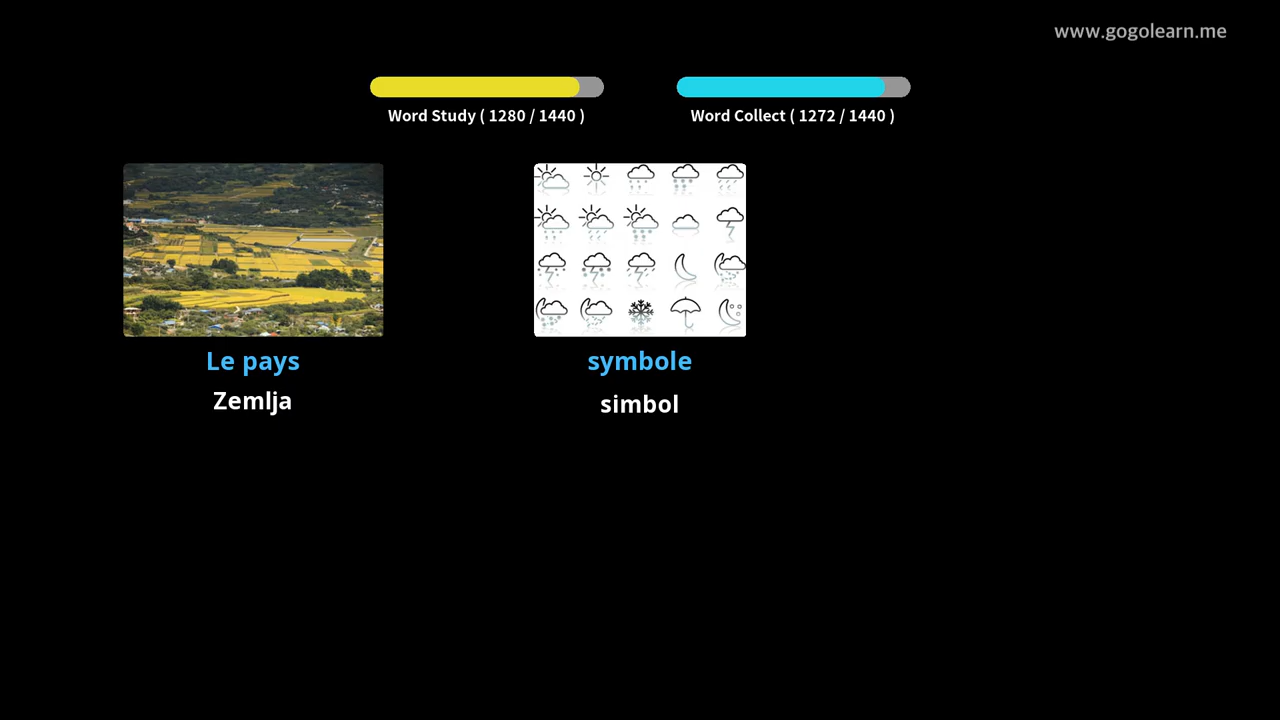 www.gogolearn.me
Word Study ( 1280 / 1440 )
Word Collect ( 1272 / 1440 )
Le pays
Zemlja
symbole
simbol